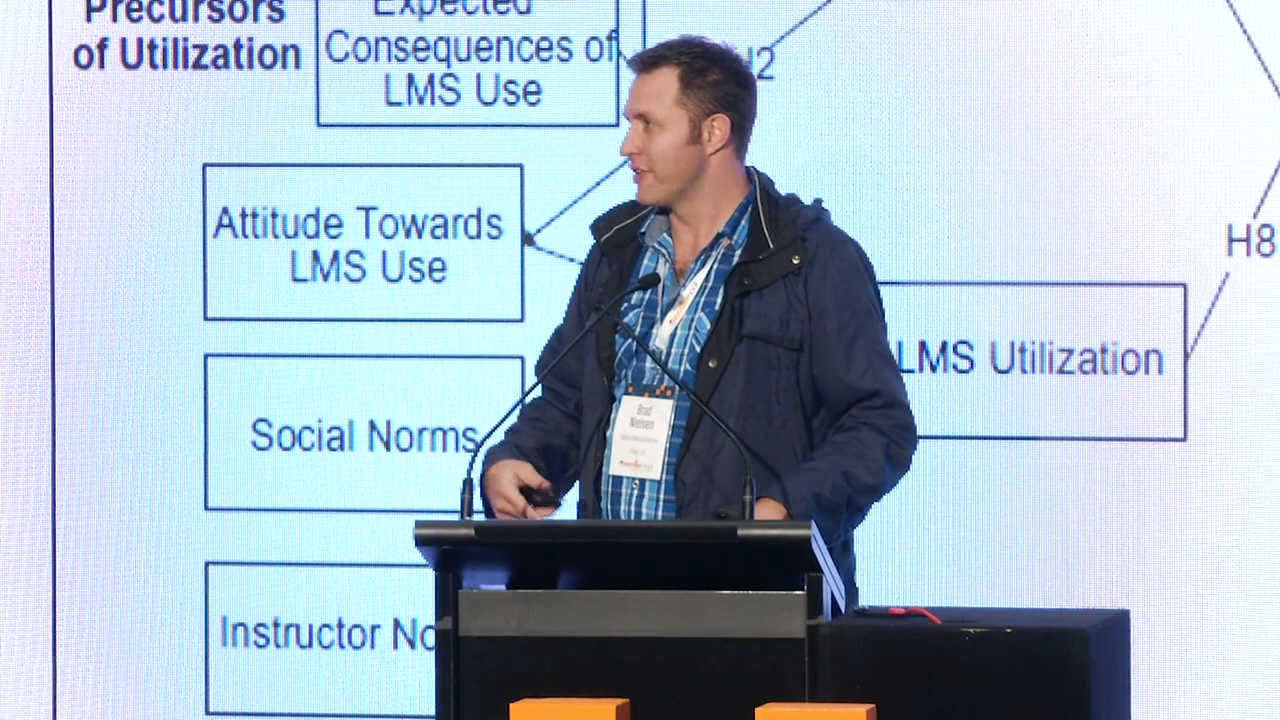 Precursors
of Utilization
Expected
Consequences of
LMS Use
H2
Attitude Towards
LMS Use
H8
LMS Utilization
Social Norms
Instructor No
Brad
Nielsen